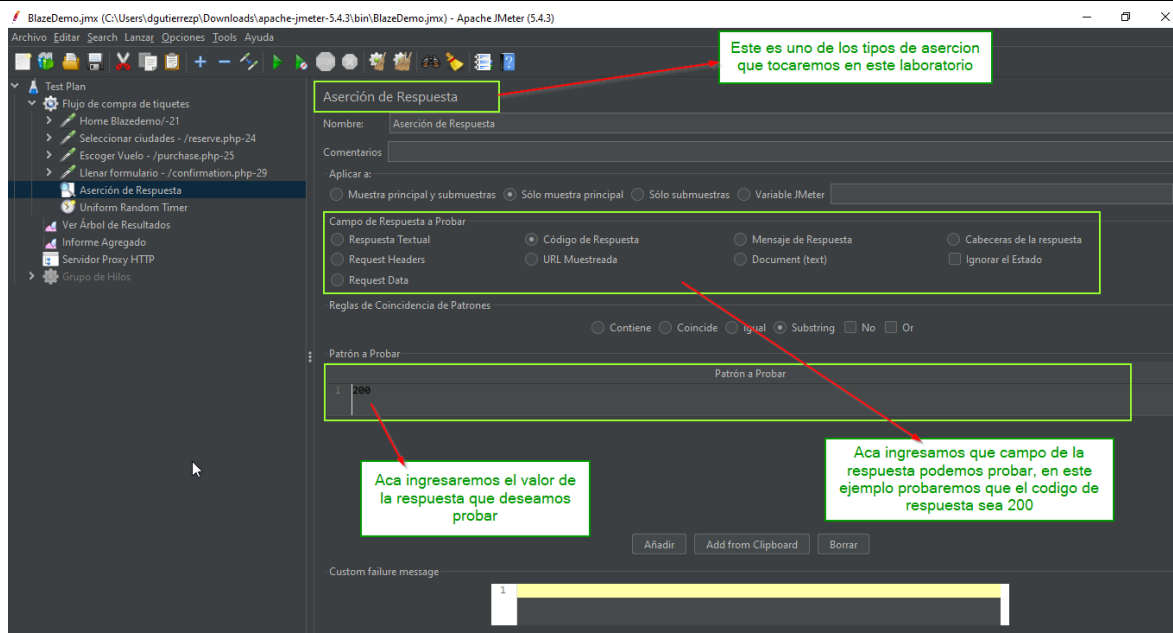 BlazeDemo.jmx (C:\Users\dgutierrezp\Downloads\apache-jmeter-5.4.3\bin\BlazeDemo.jmx) - Apache JMeter (5.4.3)
Archivo Editar Search Lanzar Opciones Tools Ayuda
Este es uno de los tipos de asercion
que tocaremos en este laboratorio
Test Plan
Flujo de compra de tiquetes
Home Blazedemo/-21
Seleccionar ciudades - /reserve.php-24
Escoger Vuelo - /purchase.php-25
Llenar formulario - /confirmation.php-29
Aserción de Respuesta
Uniform Random Timer
Ver Árbol de Resultados
Informe Agregado
Servidor Proxy HTTP
Grupo de Hilos
Aserción de Respuesta
Nombre: Aserción de Respuesta
Comentarios
Aplicar a:
Muestra principal y submuestras Sólo muestra principal Sólo submuestras Variable JMeter
Campo de Respuesta a Probar
Respuesta Textual Código de Respuesta Mensaje de Respuesta Cabeceras de la respuesta
Request Headers URL Muestreada Document (text) Ignorar el Estado
Request Data
Reglas de Coincidencia de Patrones
Contiene Coincide Igual Substring No Or
Patrón a Probar
Patrón a Probar
1 200
Aca ingresaremos el valor de
la respuesta que deseamos
probar
Aca ingresamos que campo de la
respuesta podemos probar, en este
ejemplo probaremos que el codigo de
respuesta sea 200
Añadir Add from Clipboard Borrar
Custom failure message
1